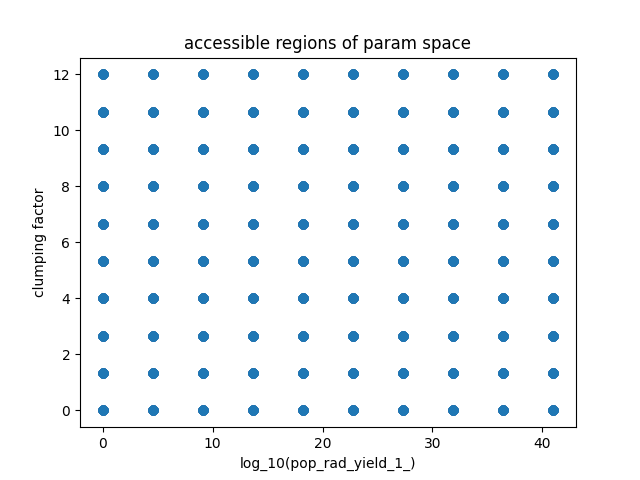 accessible regions of param space
12
10
8
6
4
2
0
clumping factor
0 10 20 30 40
log_10(pop_rad_yield_1_)